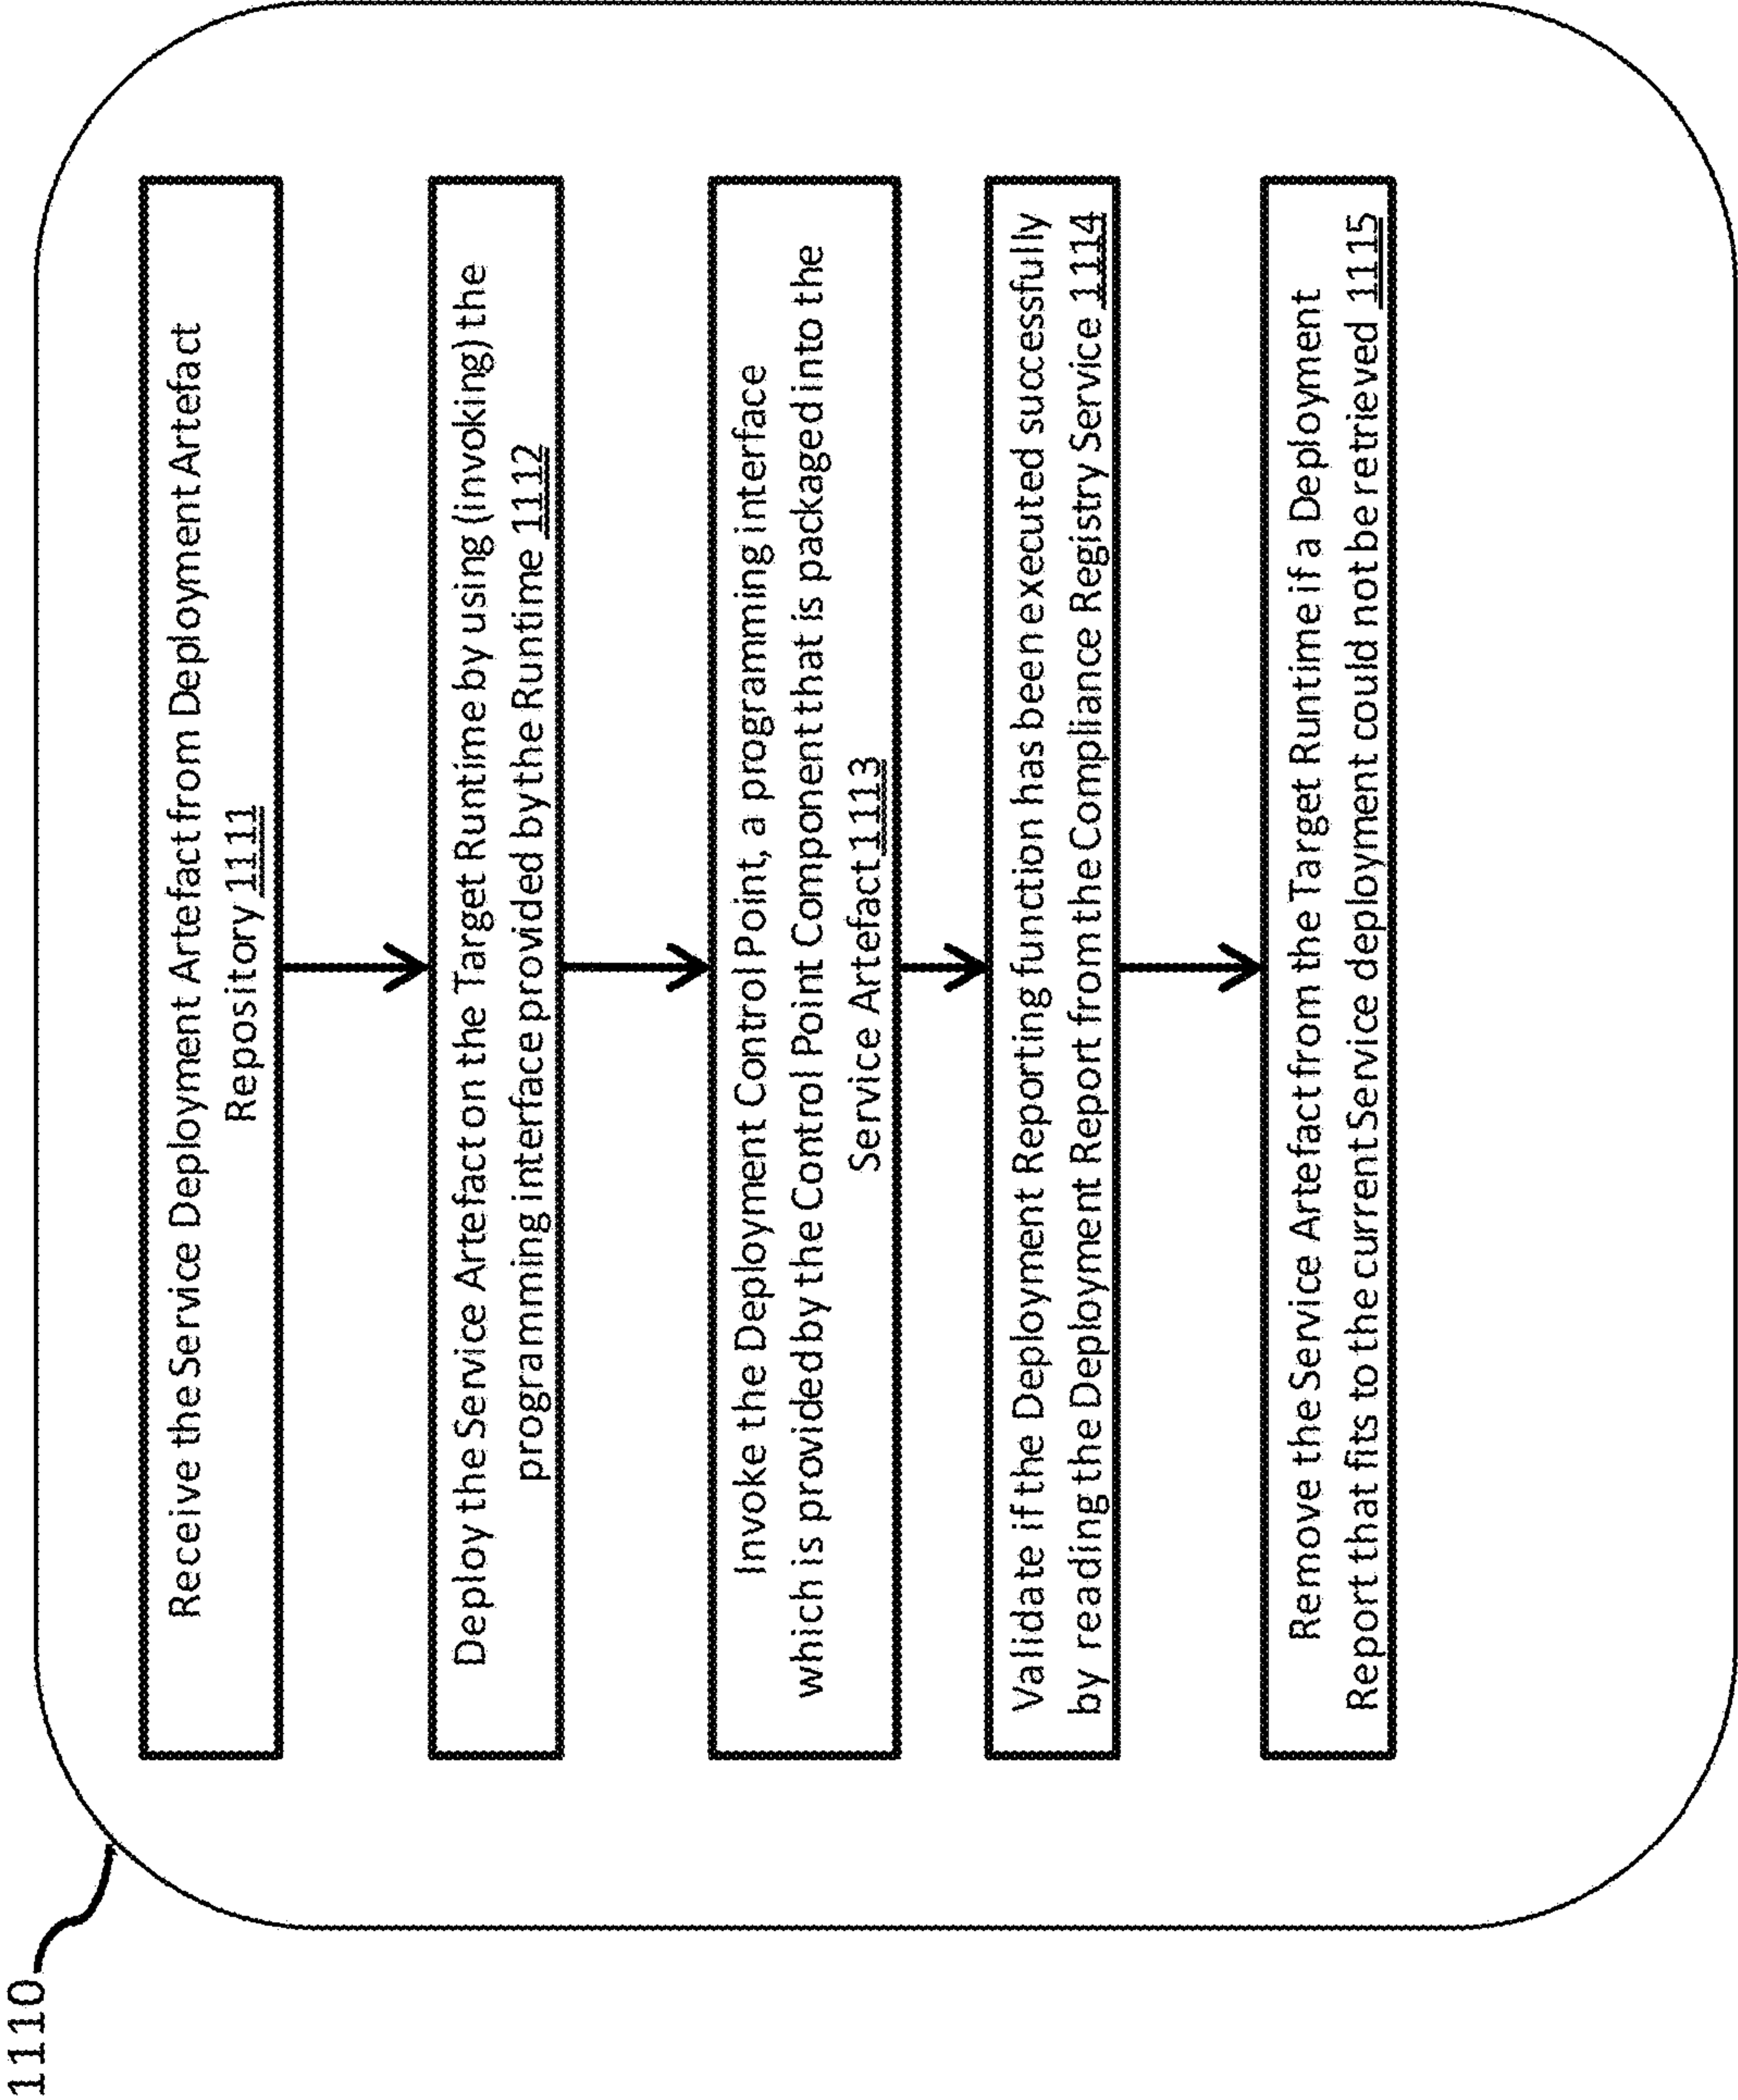 1110
Receive the Service Deployment Artefact from Deployment Artefact
Repository 1111
Deploy the Service Artefact on the Target Runtime by using (invoking) the
programming interface provided by the Runtime 1112
Invoke the Deployment Control Point, a programming interface
which is provided by the Control Point Component that is packaged into the
Service Artefact 1113
Validate if the Deployment Reporting function has been executed successfully
by reading the Deployment Report from the Compliance Registry Service 1114
Remove the Service Artefact from the Target Runtime if a Deployment
Report that fits to the current Service deployment could not be retrieved 1115